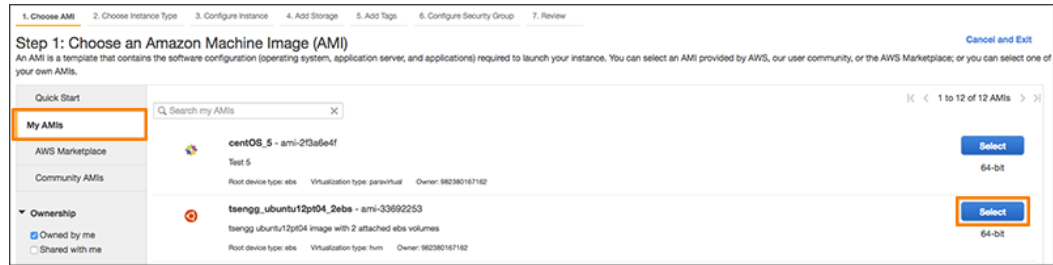 1. Choose AMI 2. Choose Instance Type 3. Configure Instance 4. Add Storage 5. Add Tags 6. Configure Security Group 7. Review
Step 1: Choose an Amazon Machine Image (AMI)
Cancel and Exit
An AMI is a template that contains the software configuration (operating system, application server, and applications) required to launch your instance. You can select an AMI provided by AWS, our user community, or the AWS Marketplace; or you can select one of
your own AMIs.
Quick Start
My AMIs
AWS Marketplace
Community AMIs
Ownership
Owned by me
Shared with me
Search my AMIs
1 to 12 of 12 AMIs
centOS_5 - ami-2f3a6e4f
Test 5
Root device type: ebs Virtualization type: paravirtual Owner: 982380167162
Select
64-bit
tsengg_ubuntu12pt04_2ebs - ami-33692253
tsengg ubuntu12pt04 image with 2 attached ebs volumes
Root device type: ebs Virtualization type: hvm Owner: 982380167162
Select
64-bit